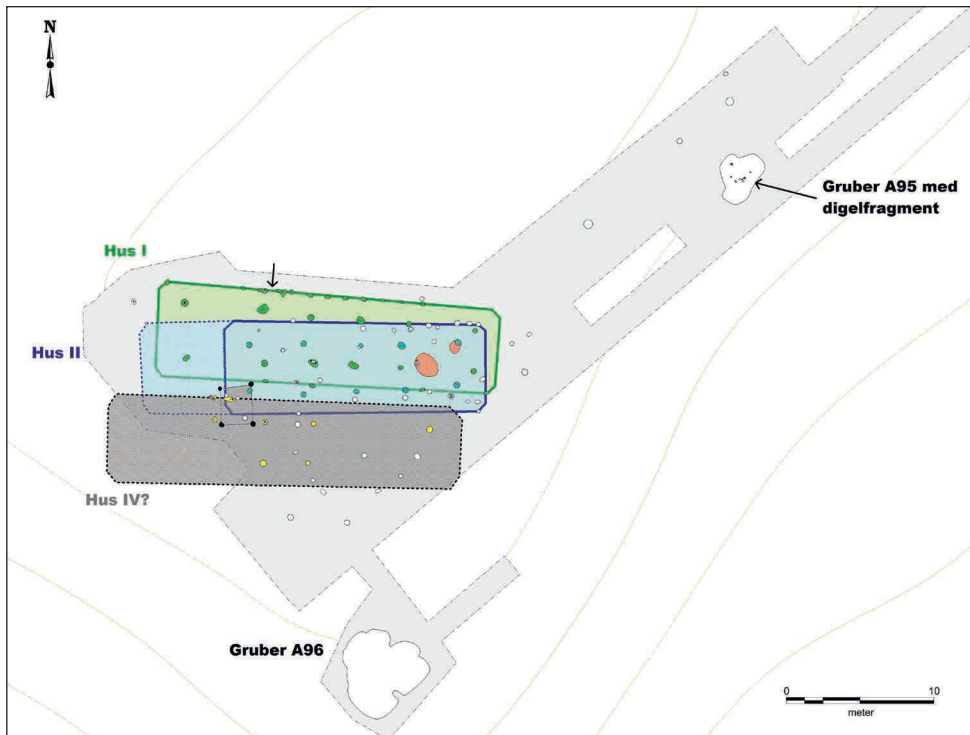 N
Gruber A95 med
digelfragment
Hus I
Hus II
Hus IV?
Gruber A96
0 10
meter